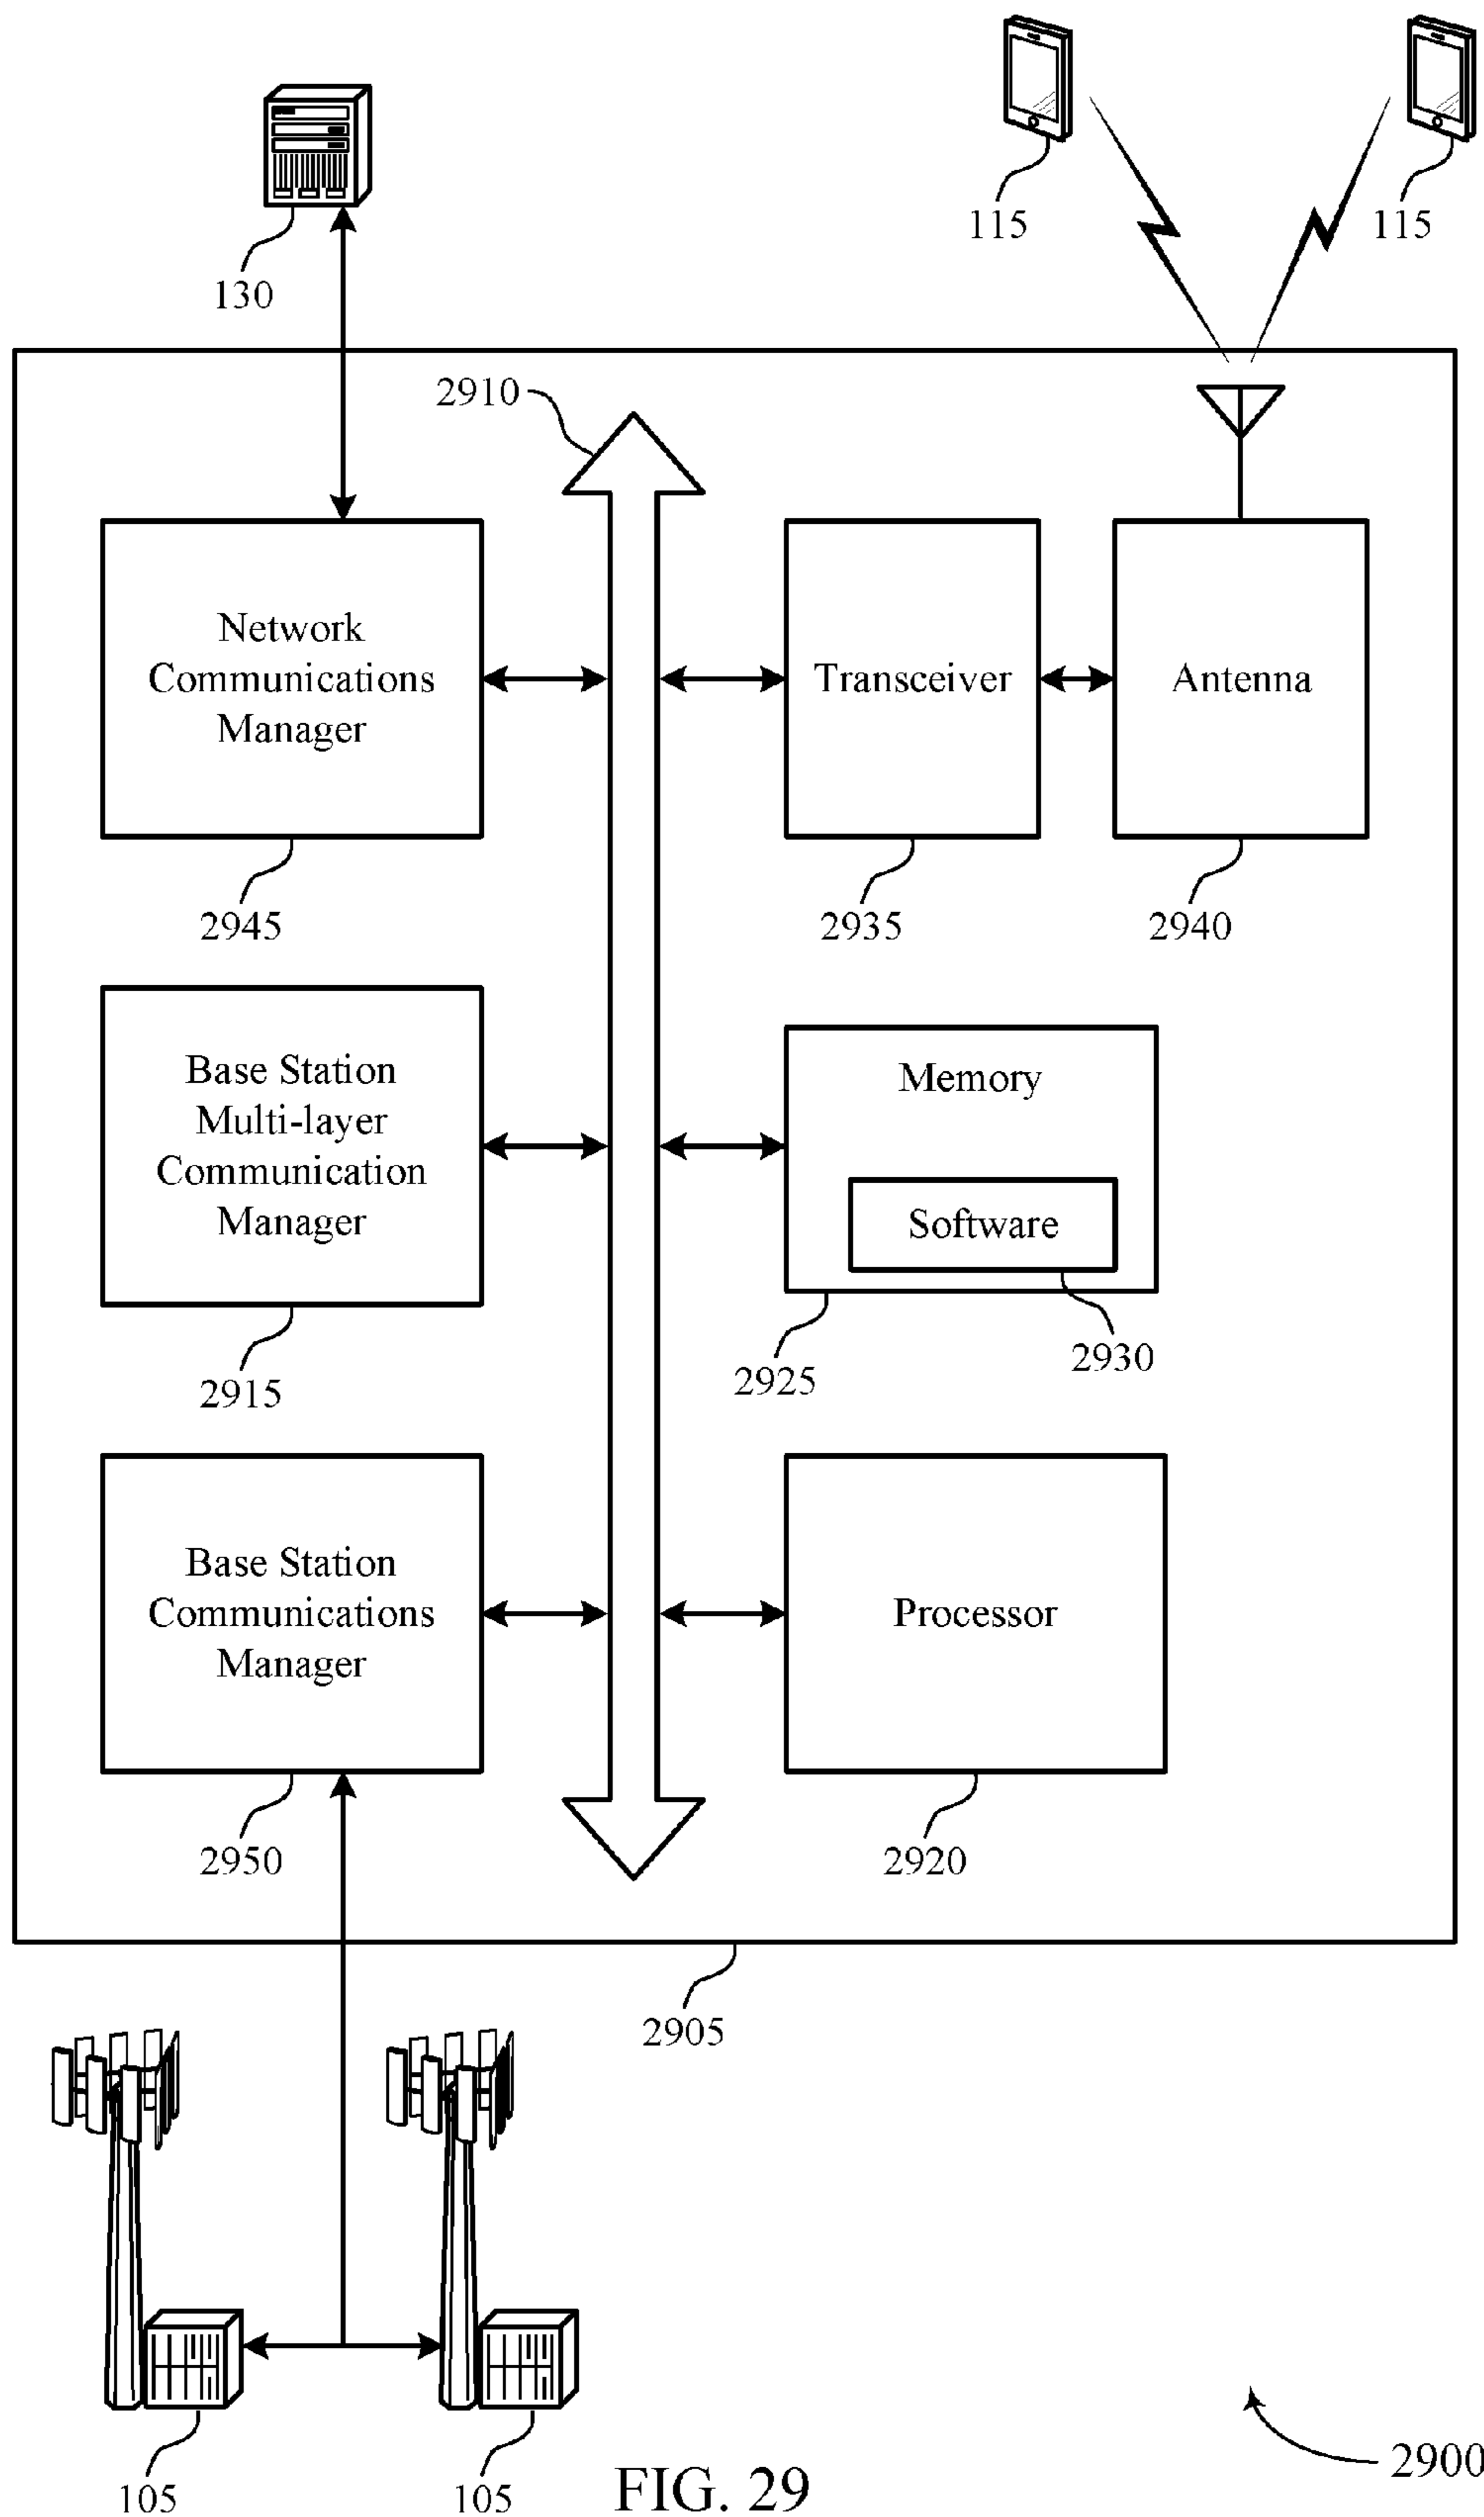 115
115
130
2910
Network
Communications
Manager
Transceiver
Antenna
2945
2935
2940
Base Station
Multi-layer
Communication
Manager
Memory
Software
2915
2925
2930
Base Station
Communications
Manager
Processor
2950
2920
2905
105
105
FIG. 29
2900